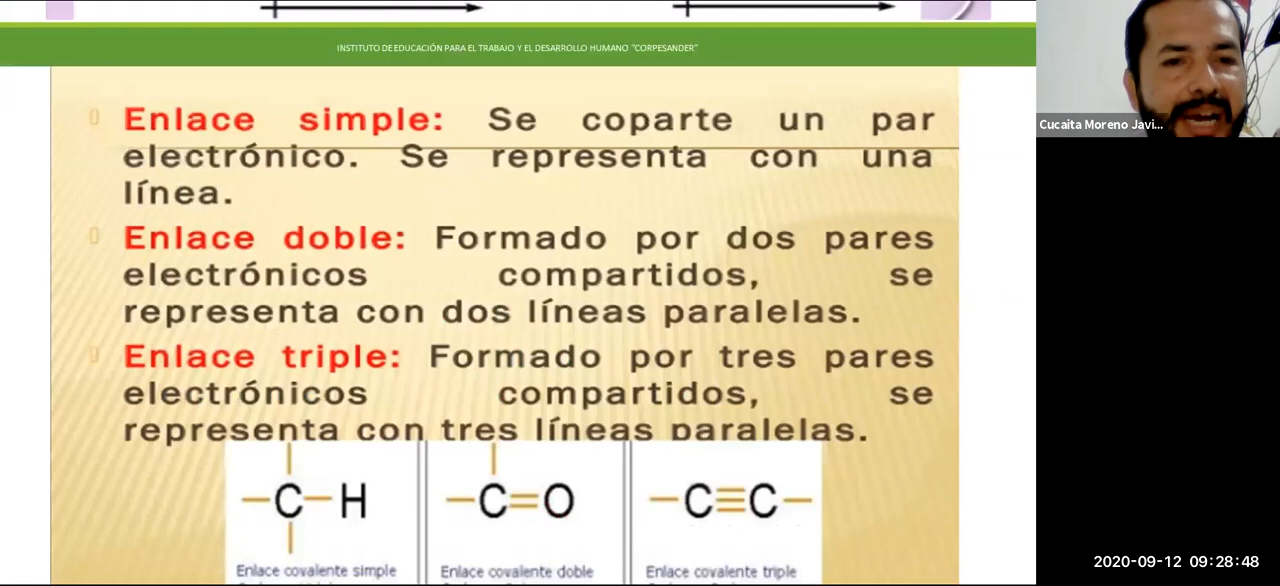 INSTITUTO DE EDUCACIÓN PARA EL TRABAJO Y EL DESARROLLO HUMANO "CORPESANDER"
Cucaita Moreno Javi...
Enlace simple: Se coparte un par
electrónico. Se representa con una
línea.
Enlace doble: Formado por dos pares
electrónicos compartidos, se
representa con dos líneas paralelas.
Enlace triple: Formado por tres pares
electrónicos compartidos, se
representa con tres líneas paralelas.
C H
C=O
C≡C
Enlace covalente simple
Enlace covalente doble
Enlace covalente triple
2020-09-12 09:28:48